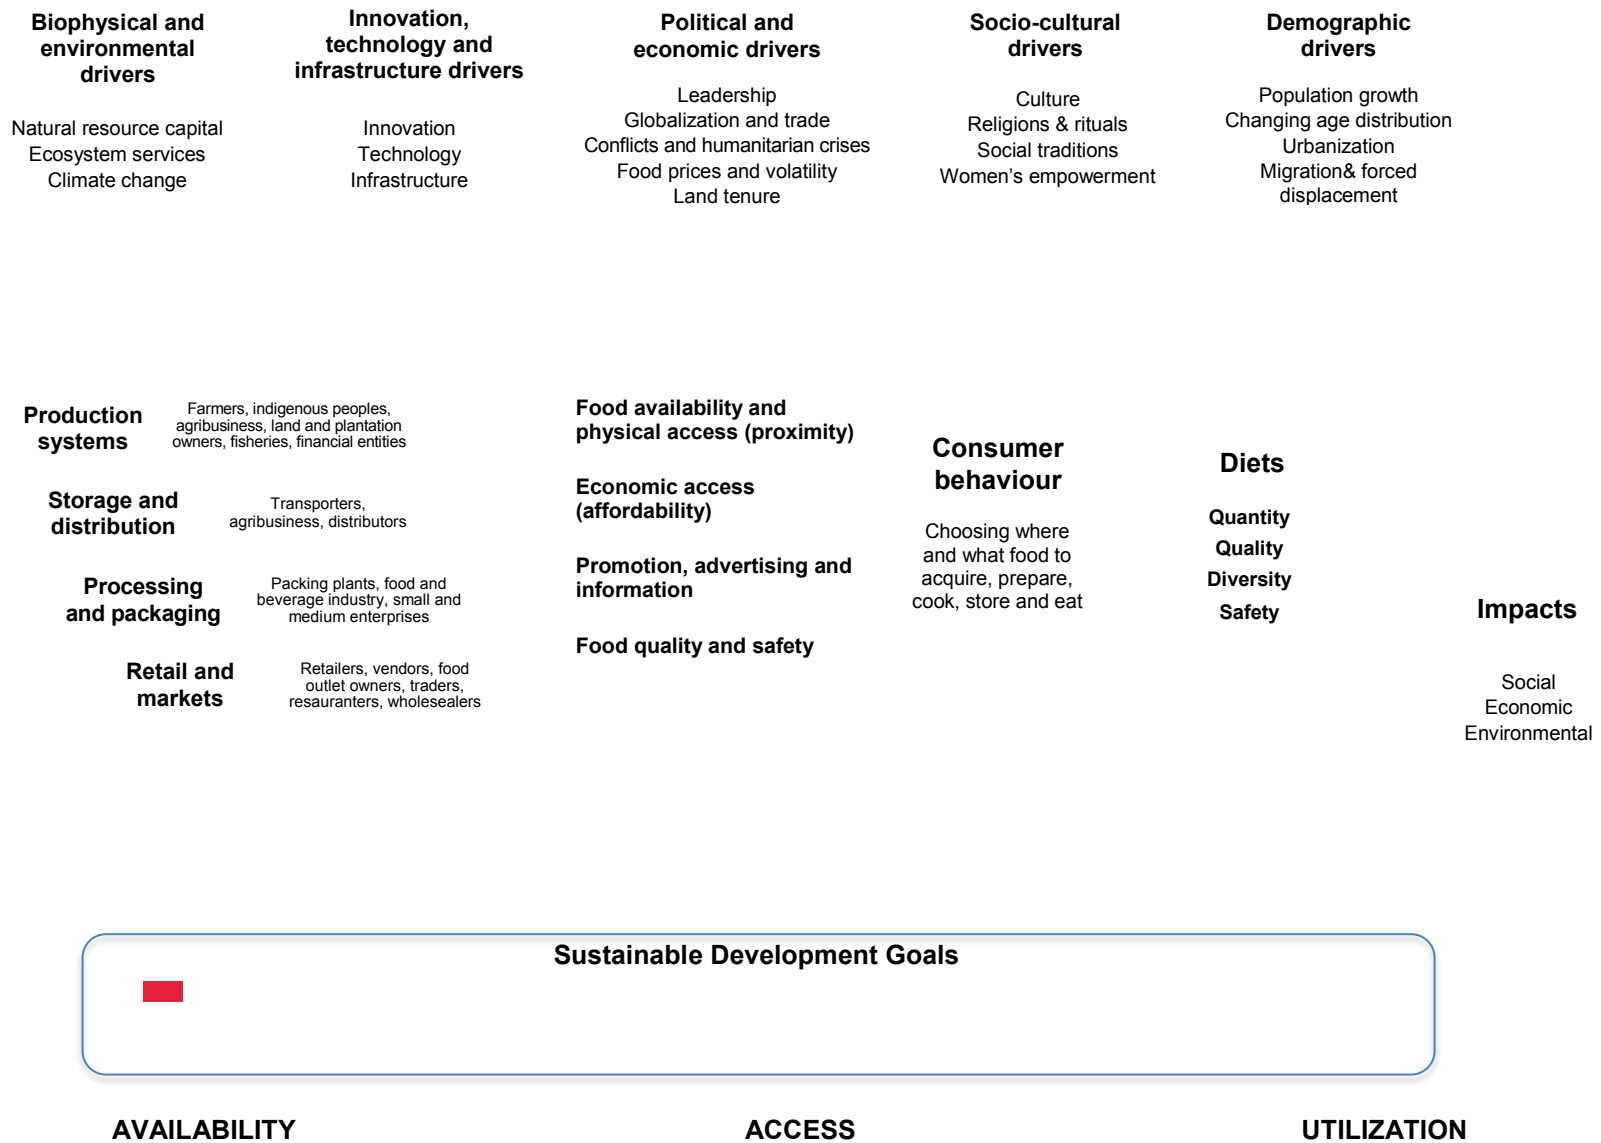 Biophysical and
environmental
drivers
Natural resource capital
Ecosystem services
Climate change
Innovation,
technology and
infrastructure drivers
Innovation
Technology
Infrastructure
Political and
economic drivers
Leadership
Globalization and trade
Conflicts and humanitarian crises
Food prices and volatility
Land tenure
Socio-cultural
drivers
Culture
Religions & rituals
Social traditions
Women’s empowerment
Demographic
drivers
Population growth
Changing age distribution
Urbanization
Migration& forced
displacement
Production
systems
Farmers, indigenous peoples,
agribusiness, land and plantation
owners, fisheries, financial entities
Storage and
distribution
Transporters,
agribusiness, distributors
Processing
and packaging
Packing plants, food and
beverage industry, small and
medium enterprises
Retail and
markets
Retailers, vendors, food
outlet owners, traders,
resauranters, wholesealers
Food availability and
physical access (proximity)
Economic access
(affordability)
Promotion, advertising and
information
Food quality and safety
Consumer
behaviour
Choosing where
and what food to
acquire, prepare,
cook, store and eat
Diets
Quantity
Quality
Diversity
Safety
Impacts
Social
Economic
Environmental
Sustainable Development Goals
AVAILABILITY
ACCESS
UTILIZATION